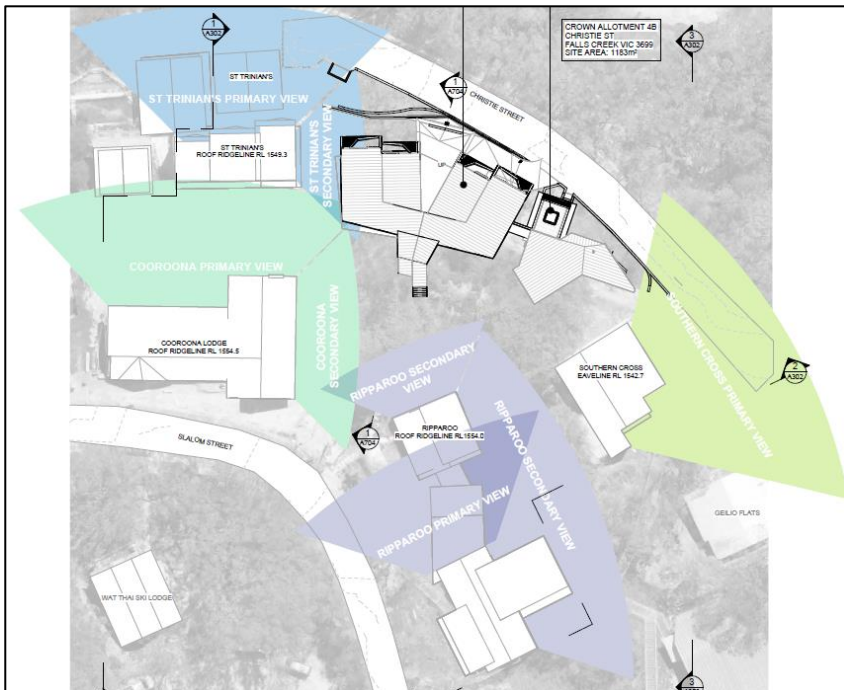 CROWN ALLOTMENT 4B
CHRISTIE ST
FALLS CREEK VIC 3699
SITE AREA: 1183m²
1
A302
3
A302
ST TRINIAN'S
ST TRINIAN'S PRIMARY VIEW
1
A704
CHRISTIE STREET
ST TRINIAN'S
ROOF RIDGELINE RL 1549.3
ST TRINIAN'S
SECONDARY VIEW
UP
COOROONA PRIMARY VIEW
COOROONA
SECONDARY VIEW
COOROONA LODGE
ROOF RIDGELINE RL 1554.5
SOUTHERN CROSS PRIMARY VIEW
RIPPAROO SECONDARY
VIEW
SOUTHERN CROSS
EAVELINE RL 1542.7
2
A302
RIPPAROO
ROOF RIDGELINE RL1554.0
1
A704
SLALOM STREET
RIPPAROO SECONDARY VIEW
RIPPAROO PRIMARY VIEW
GEILIO FLATS
WAT THAI SKI LODGE
3